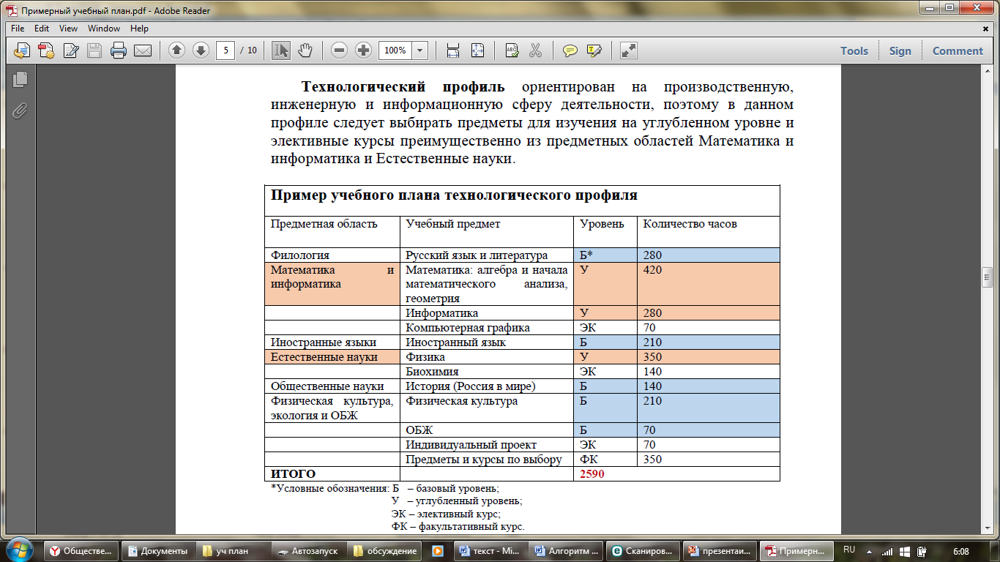 Примерный учебный план.pdf - Adobe Reader
File Edit View Window Help
5 / 10 100% Tools Sign Comment
Технологический профиль ориентирован на производственную,
инженерную и информационную сферу деятельности, поэтому в данном
профиле следует выбирать предметы для изучения на углубленном уровне и
элективные курсы преимущественно из предметных областей Математика и
информатика и Естественные науки.
Пример учебного плана технологического профиля
Предметная область Учебный предмет Уровень Количество часов
Филология Русский язык и литература Б* 280
Математика и Математика: алгебра и начала У 420
информатика математического анализа,
геометрия
Информатика У 280
Компьютерная графика ЭК 70
Иностранные языки Иностранный язык Б 210
Естественные науки Физика У 350
Биохимия ЭК 140
Общественные науки История (Россия в мире) Б 140
Физическая культура, Физическая культура Б 210
экология и ОБЖ
ОБЖ Б 70
Индивидуальный проект ЭК 70
Предметы и курсы по выбору ФК 350
ИТОГО 2590
*Условные обозначения: Б – базовый уровень;
У – углубленный уровень;
ЭК – элективный курс;
ФК – факультативный курс.
Обществе... Документы уч план Автозапуск обсуждение текст - Mi... Алгоритм ... Сканиров... презентаи... Примерн... RU 6:08